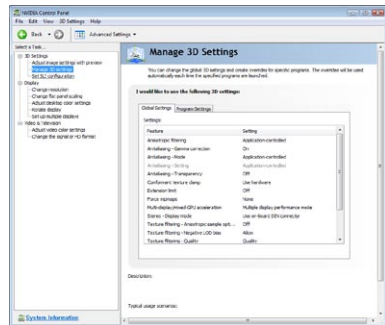 NVIDIA Control Panel
File Edit View 3D Settings Help
Back
Advanced Settings
Select a Task...
3D Settings
Adjust image settings with preview
Manage 3D settings
Set SLI configuration
Display
Change resolution
Change flat panel scaling
Adjust desktop color settings
Rotate display
Set up multiple displays
Video & Television
Adjust video color settings
Change the signal or HD format
System Information
Manage 3D Settings
You can change the global 3D settings and create overrides for specific programs. The overrides will be used
automatically each time the specified programs are launched.
I would like to use the following 3D settings:
Global Settings Program Settings
Settings:
Feature Setting
Anisotropic filtering Application-controlled
Antialiasing - Gamma correction On
Antialiasing - Mode Application-controlled
Antialiasing - Setting Application-controlled
Antialiasing - Transparency Off
Conformant texture clamp Use hardware
Extension limit Off
Force mipmaps None
Multi-display/mixed-GPU acceleration Multiple display performance mode
Stereo - Display mode Use on-board DIN connector
Texture filtering - Anisotropic sample opt... Off
Texture filtering - Negative LOD bias Allow
Texture filtering - Quality Quality
Description:
Typical usage scenarios: